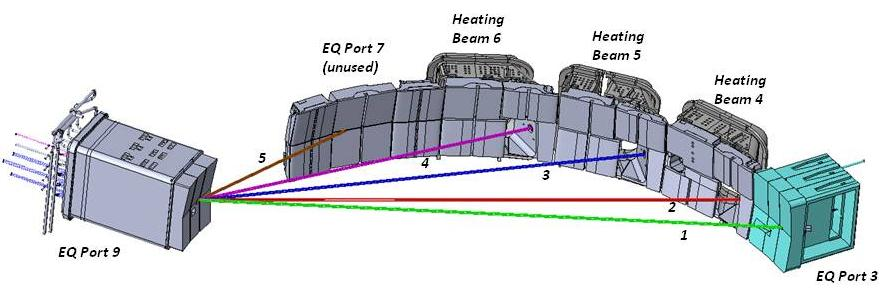 Heating
Beam 6
EQ Port 7
(unused)
Heating
Beam 5
Heating
Beam 4
5
4
3
2
1
EQ Port 9
EQ Port 3